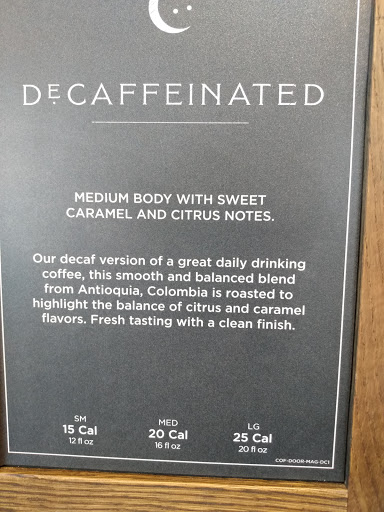 DECAFFEINATED
MEDIUM BODY WITH SWEET
CARAMEL AND CITRUS NOTES.
Our decaf version of a great daily drinking
coffee, this smooth and balanced blend
from Antioquia, Colombia is roasted to
highlight the balance of citrus and caramel
flavors. Fresh tasting with a clean finish.
SM
15 Cal
12 fl oz
MED
20 Cal
16 fl oz
LG
25 Cal
20 fl oz
COF-DOOR-MAG-DC1